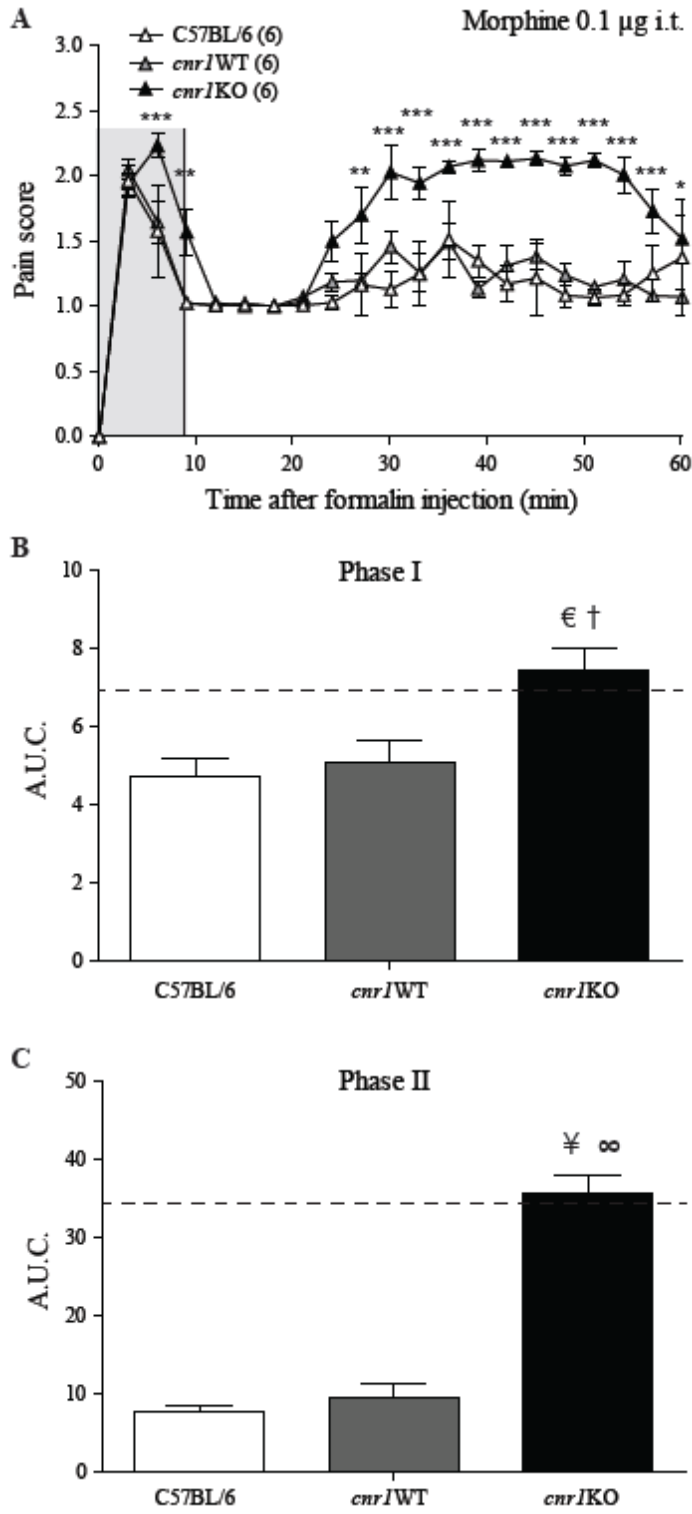 A
Morphine 0.1 µg i.t.
C57BL/6 (6)
cnr1WT (6)
cnr1KO (6)
3.0
2.5
2.0
1.5
1.0
0.5
0.0
Pain score
*** ** ** *** *** *** *** *** *** *** *** *** *** *
0 10 20 30 40 50 60
Time after formalin injection (min)
B
Phase I
10
8
6
4
2
0
A.U.C.
€ †
C57BL/6 cnr1WT cnr1KO
C
Phase II
50
40
30
20
10
0
A.U.C.
¥ ∞
C57BL/6 cnr1WT cnr1KO